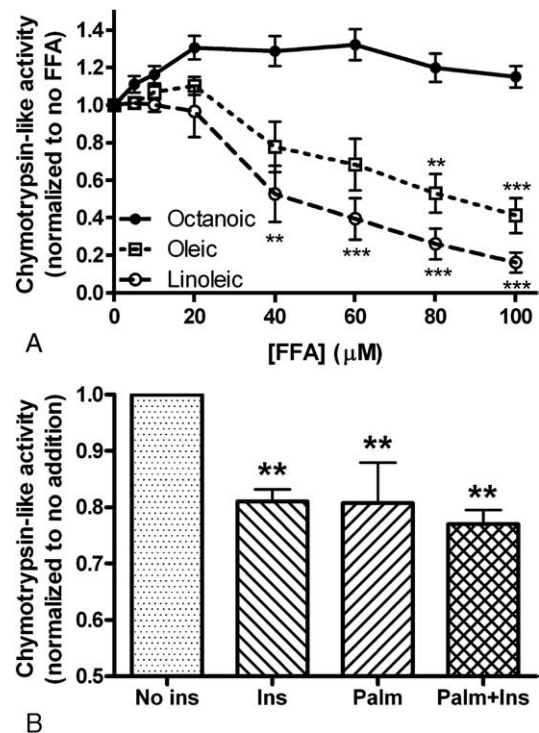 Chymotrypsin-like activity
(normalized to no FFA)
1.4
1.2
1.0
0.8
0.6
0.4
0.2
0.0
Octanoic
Oleic
Linoleic
**
***
**
***
***
***
0 20 40 60 80 100
[FFA] (μM)
A
Chymotrypsin-like activity
(normalized to no addition)
1.0
0.9
0.8
0.7
0.6
0.5
**
**
**
No ins Ins Palm Palm+Ins
B